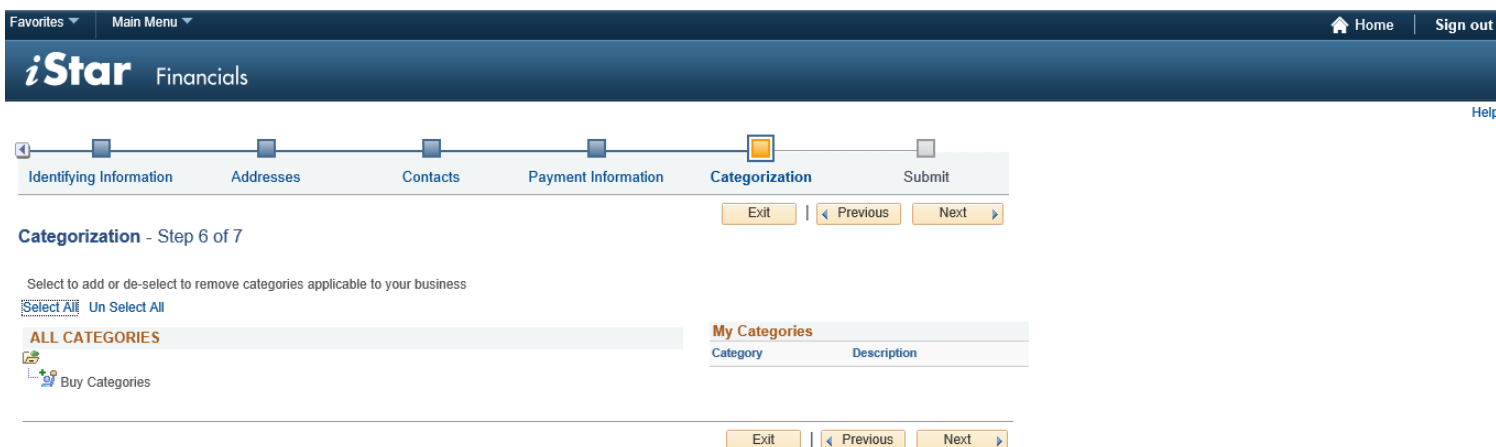 Favorites Main Menu Home Sign out
iStar Financials
Help
Identifying Information Addresses Contacts Payment Information Categorization Submit
Exit | Previous Next
Categorization - Step 6 of 7
Select to add or de-select to remove categories applicable to your business
Select All Un Select All
ALL CATEGORIES
My Categories
Category Description
Buy Categories
Exit | Previous Next